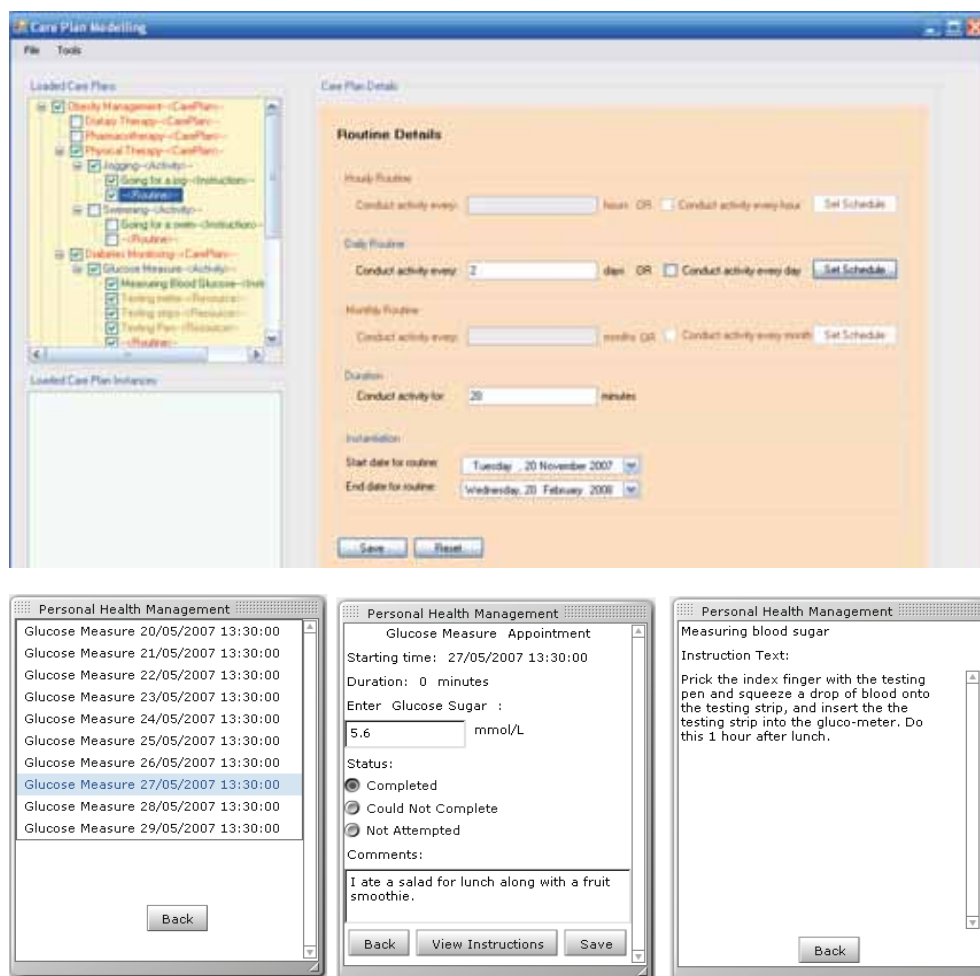 Care Plan Modelling
File Tools
Loaded Care Plans
Care Plan Details
Obesity Management--<CarePlan>--
Dietary Therapy--<CarePlan>--
Pharmacotherapy--<CarePlan>--
Physical Therapy--<CarePlan>--
Jogging--<Activity>--
Going for a jog--<Instruction>--
--<Routine>--
Swimming--<Activity>--
Going for a swim--<Instruction>--
--<Routine>--
Diabetes Monitoring--<CarePlan>--
Glucose Measure--<Activity>--
Measuring Blood Glucose--<Instr
Testing meter--<Resource>--
Testing strips--<Resource>--
Testing Pen--<Resource>--
--<Routine>--
Loaded Care Plan Instances
Routine Details
Hourly Routine
Conduct activity every: hours OR Conduct activity every hour Set Schedule
Daily Routine
Conduct activity every: 2 days OR Conduct activity every day Set Schedule
Monthly Routine
Conduct activity every: months OR Conduct activity every month Set Schedule
Duration
Conduct activity for 20 minutes
Instantiation
Start date for routine: Tuesday , 20 November 2007
End date for routine: Wednesday, 20 February 2008
Save Reset
Personal Health Management
Glucose Measure 20/05/2007 13:30:00
Glucose Measure 21/05/2007 13:30:00
Glucose Measure 22/05/2007 13:30:00
Glucose Measure 23/05/2007 13:30:00
Glucose Measure 24/05/2007 13:30:00
Glucose Measure 25/05/2007 13:30:00
Glucose Measure 26/05/2007 13:30:00
Glucose Measure 27/05/2007 13:30:00
Glucose Measure 28/05/2007 13:30:00
Glucose Measure 29/05/2007 13:30:00
Back
Personal Health Management
Glucose Measure Appointment
Starting time: 27/05/2007 13:30:00
Duration: 0 minutes
Enter Glucose Sugar :
5.6 mmol/L
Status:
Completed
Could Not Complete
Not Attempted
Comments:
I ate a salad for lunch along with a fruit
smoothie.
Back View Instructions Save
Personal Health Management
Measuring blood sugar
Instruction Text:
Prick the index finger with the testing
pen and squeeze a drop of blood onto
the testing strip, and insert the the
testing strip into the gluco-meter. Do
this 1 hour after lunch.
Back